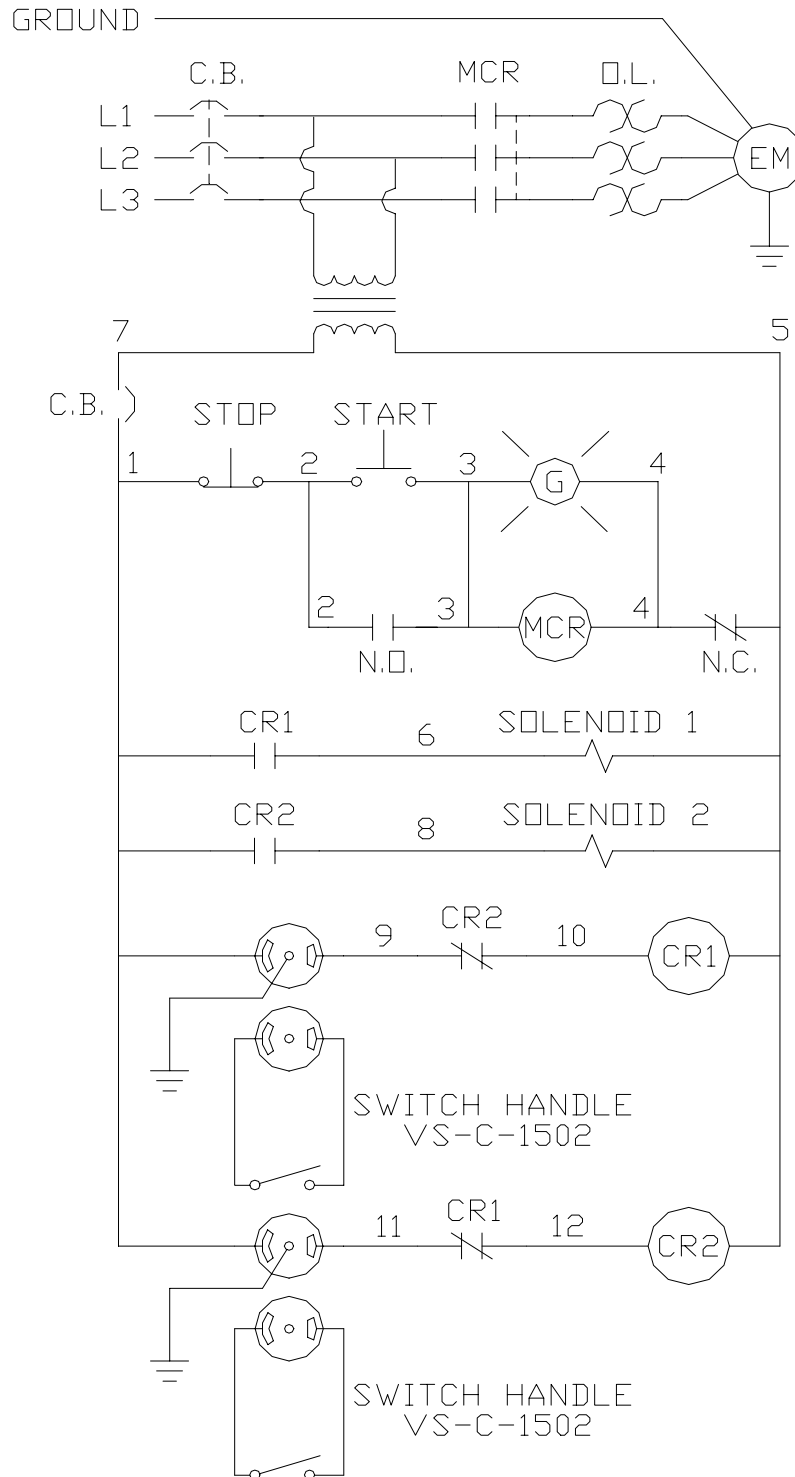 GROUND
C.B. MCR O.L.
L1
L2 EM
L3
7 5
C.B. STOP START
1 2 3 G 4
2 3 MCR 4
N.O. N.C.
CR1 6 SOLENOID 1
CR2 8 SOLENOID 2
9 CR2 10 CR1
SWITCH HANDLE
VS-C-1502
11 CR1 12 CR2
SWITCH HANDLE
VS-C-1502